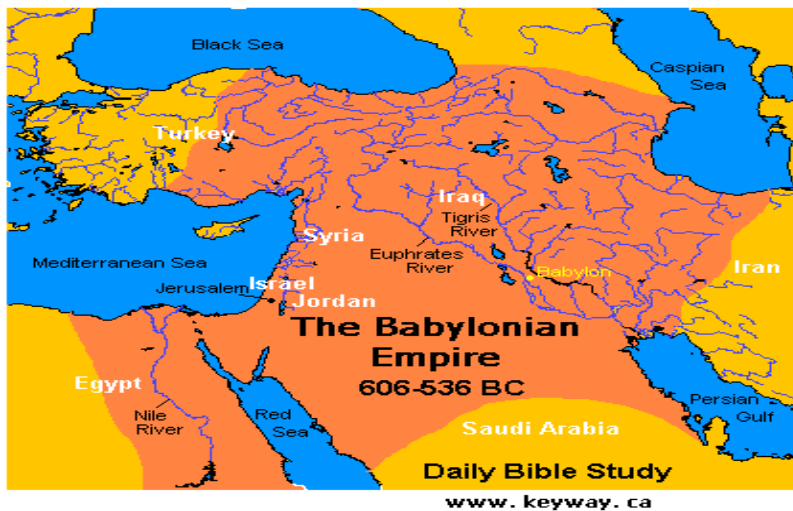 Black Sea
Caspian
Sea
Turkey
Iraq
Tigris
River
Syria
Euphrates
River
Mediterranean Sea
Babylon
Iran
Israel
Jerusalem
Jordan
The Babylonian
Empire
606-536 BC
Egypt
Nile
River
Red
Sea
Persian
Gulf
Saudi Arabia
Daily Bible Study
www.keyway.ca